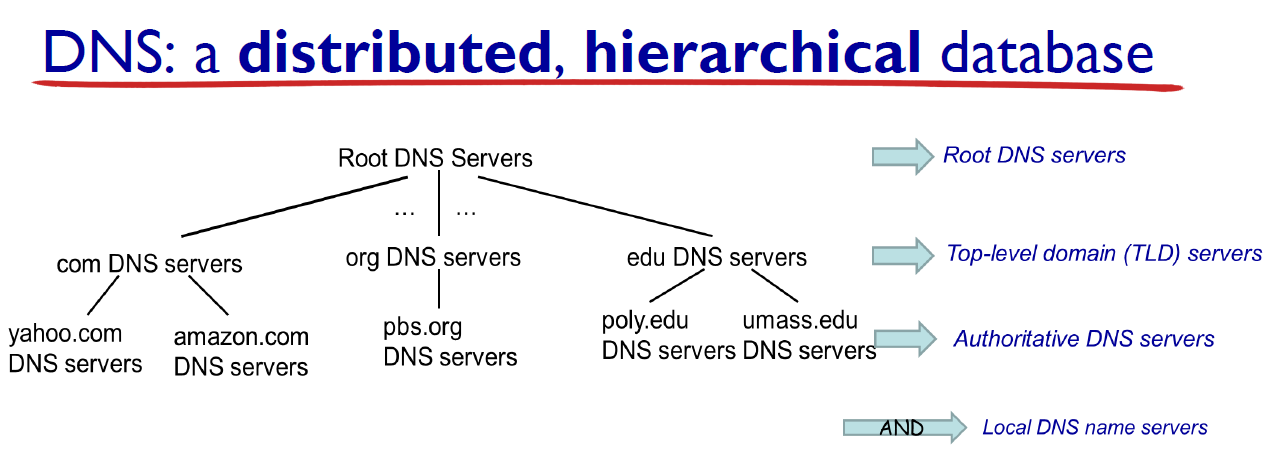 DNS: a distributed, hierarchical database
Root DNS Servers
Root DNS servers
... ...
com DNS servers
org DNS servers
edu DNS servers
Top-level domain (TLD) servers
yahoo.com
DNS servers
amazon.com
DNS servers
pbs.org
DNS servers
poly.edu
DNS servers
umass.edu
DNS servers
Authoritative DNS servers
AND
Local DNS name servers